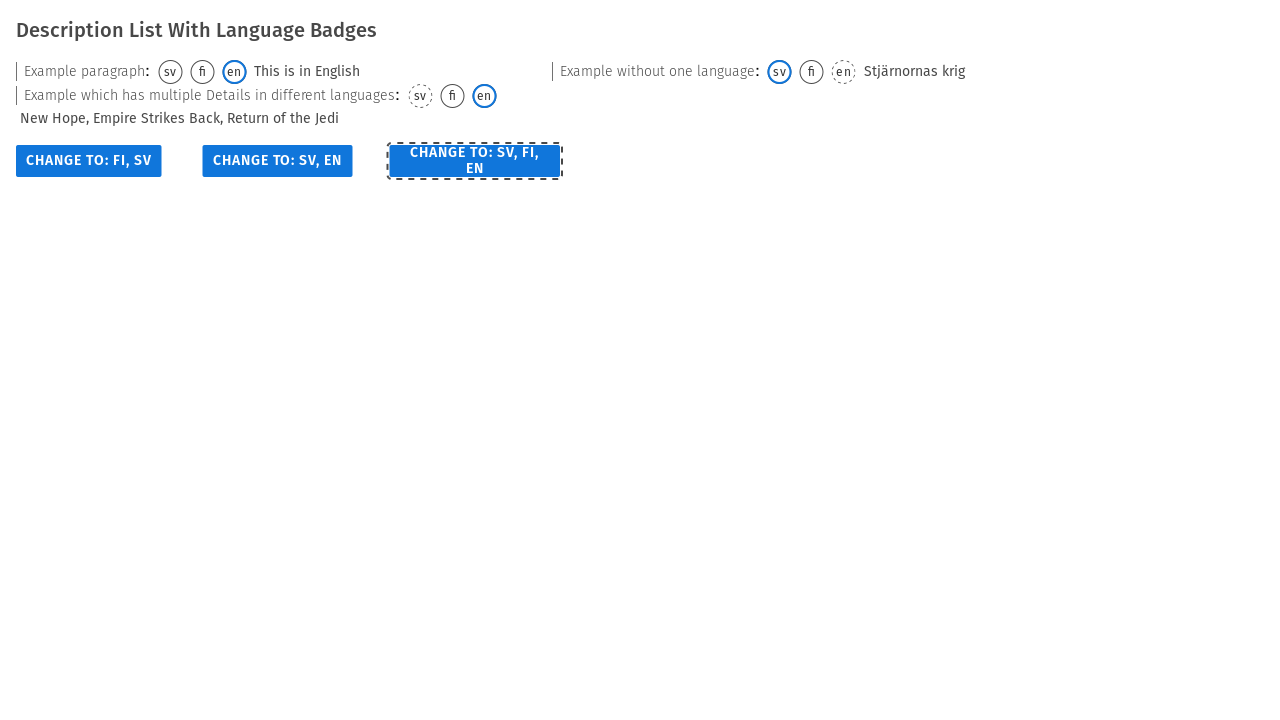 Description List With Language Badges
Example paragraph: sv fi en This is in English
Example without one language: sv fi en Stjärnornas krig
Example which has multiple Details in different languages: sv fi en
New Hope, Empire Strikes Back, Return of the Jedi
CHANGE TO: FI, SV
CHANGE TO: SV, EN
CHANGE TO: SV, FI,
EN